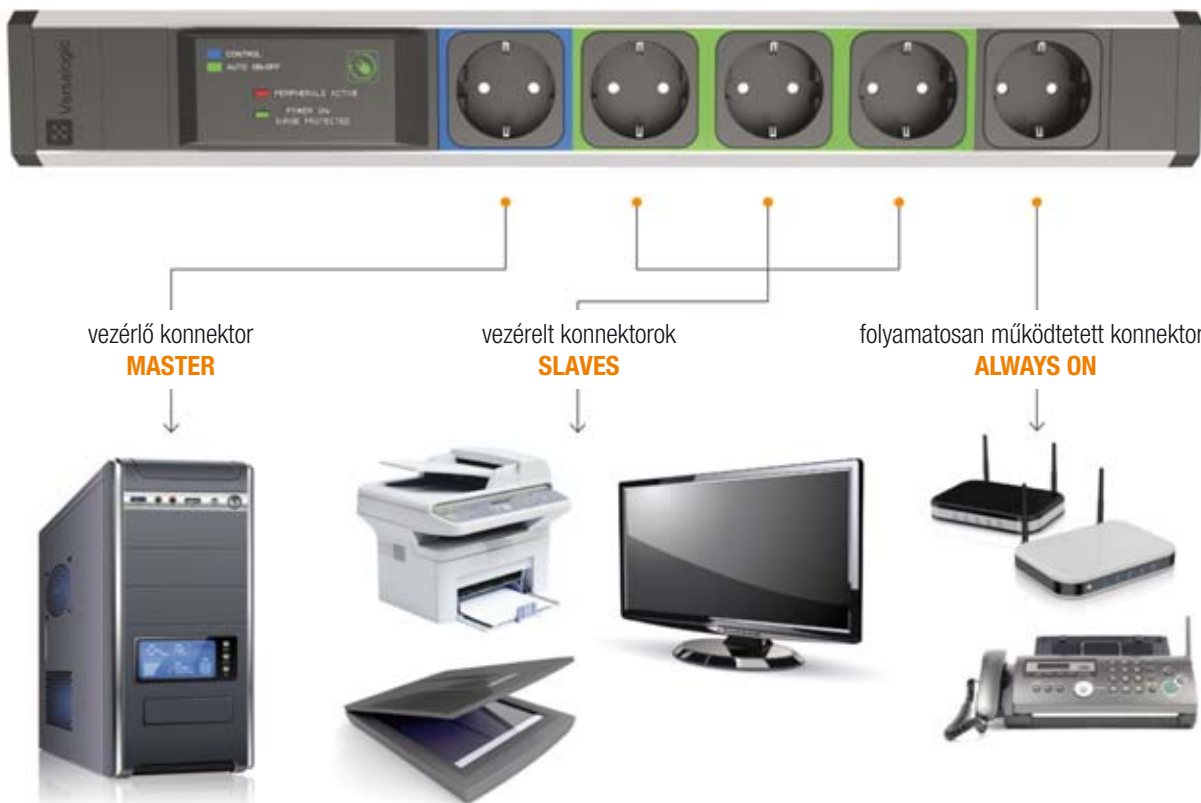 Versalogic
CONTROL
AUTO ON/OFF
PERIPHERALS ACTIVE
POWER ON
SURGE PROTECTED
vezérlő konnektor
MASTER
vezérelt konnektorok
SLAVES
folyamatosan működtetett konnektor
ALWAYS ON